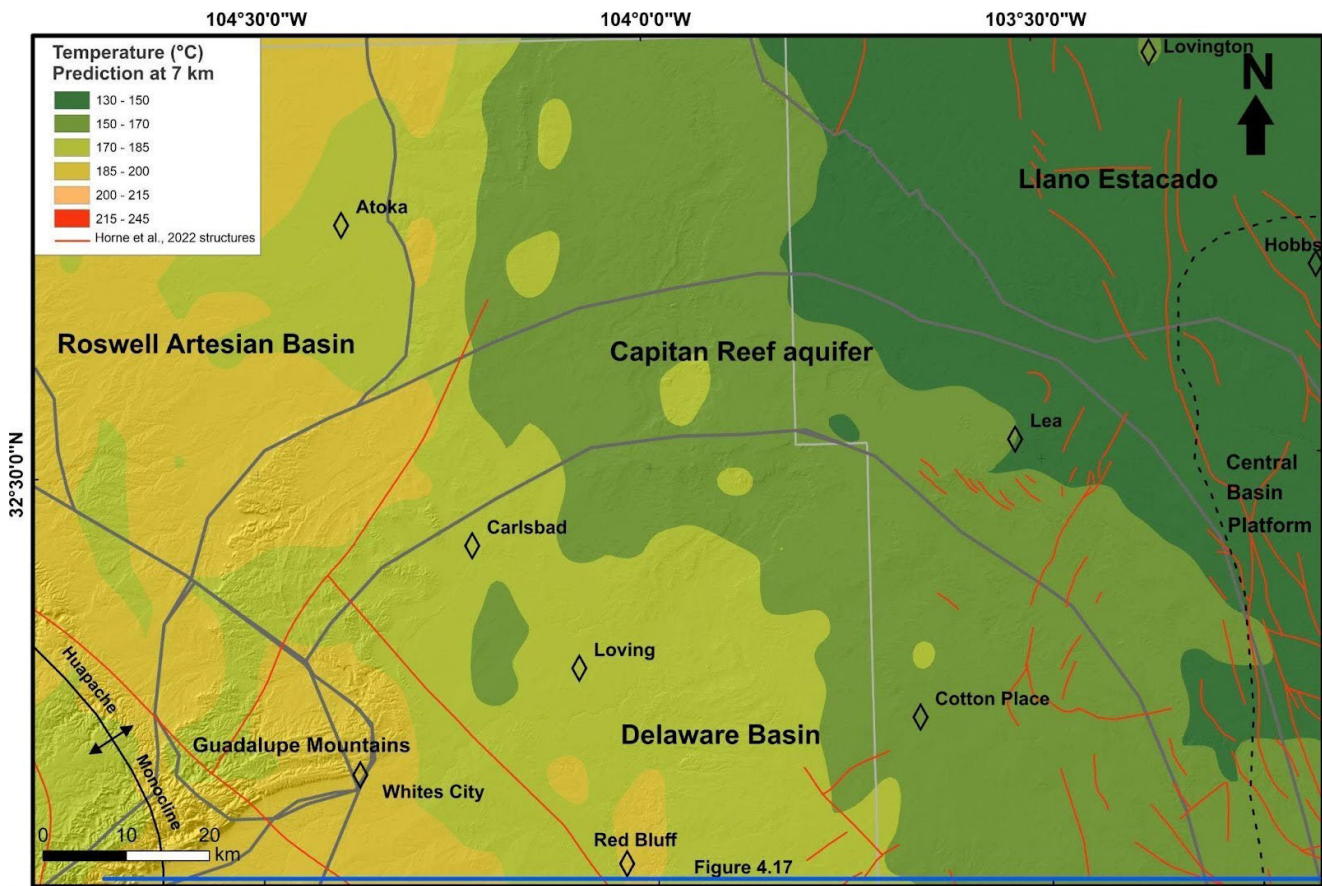 104°30'0"W
104°0'0"W
103°30'0"W
Temperature (°C)
Prediction at 7 km
130 - 150
150 - 170
170 - 185
185 - 200
200 - 215
215 - 245
Horne et al., 2022 structures
Lovington
N
Llano Estacado
Atoka
Hobbs
Roswell Artesian Basin
Capitan Reef aquifer
Lea
32°30'0"N
Central
Basin
Platform
Carlsbad
Loving
Huapache
Monocline
Cotton Place
Delaware Basin
Guadalupe Mountains
Whites City
Red Bluff
0 10 20
km
Figure 4.17